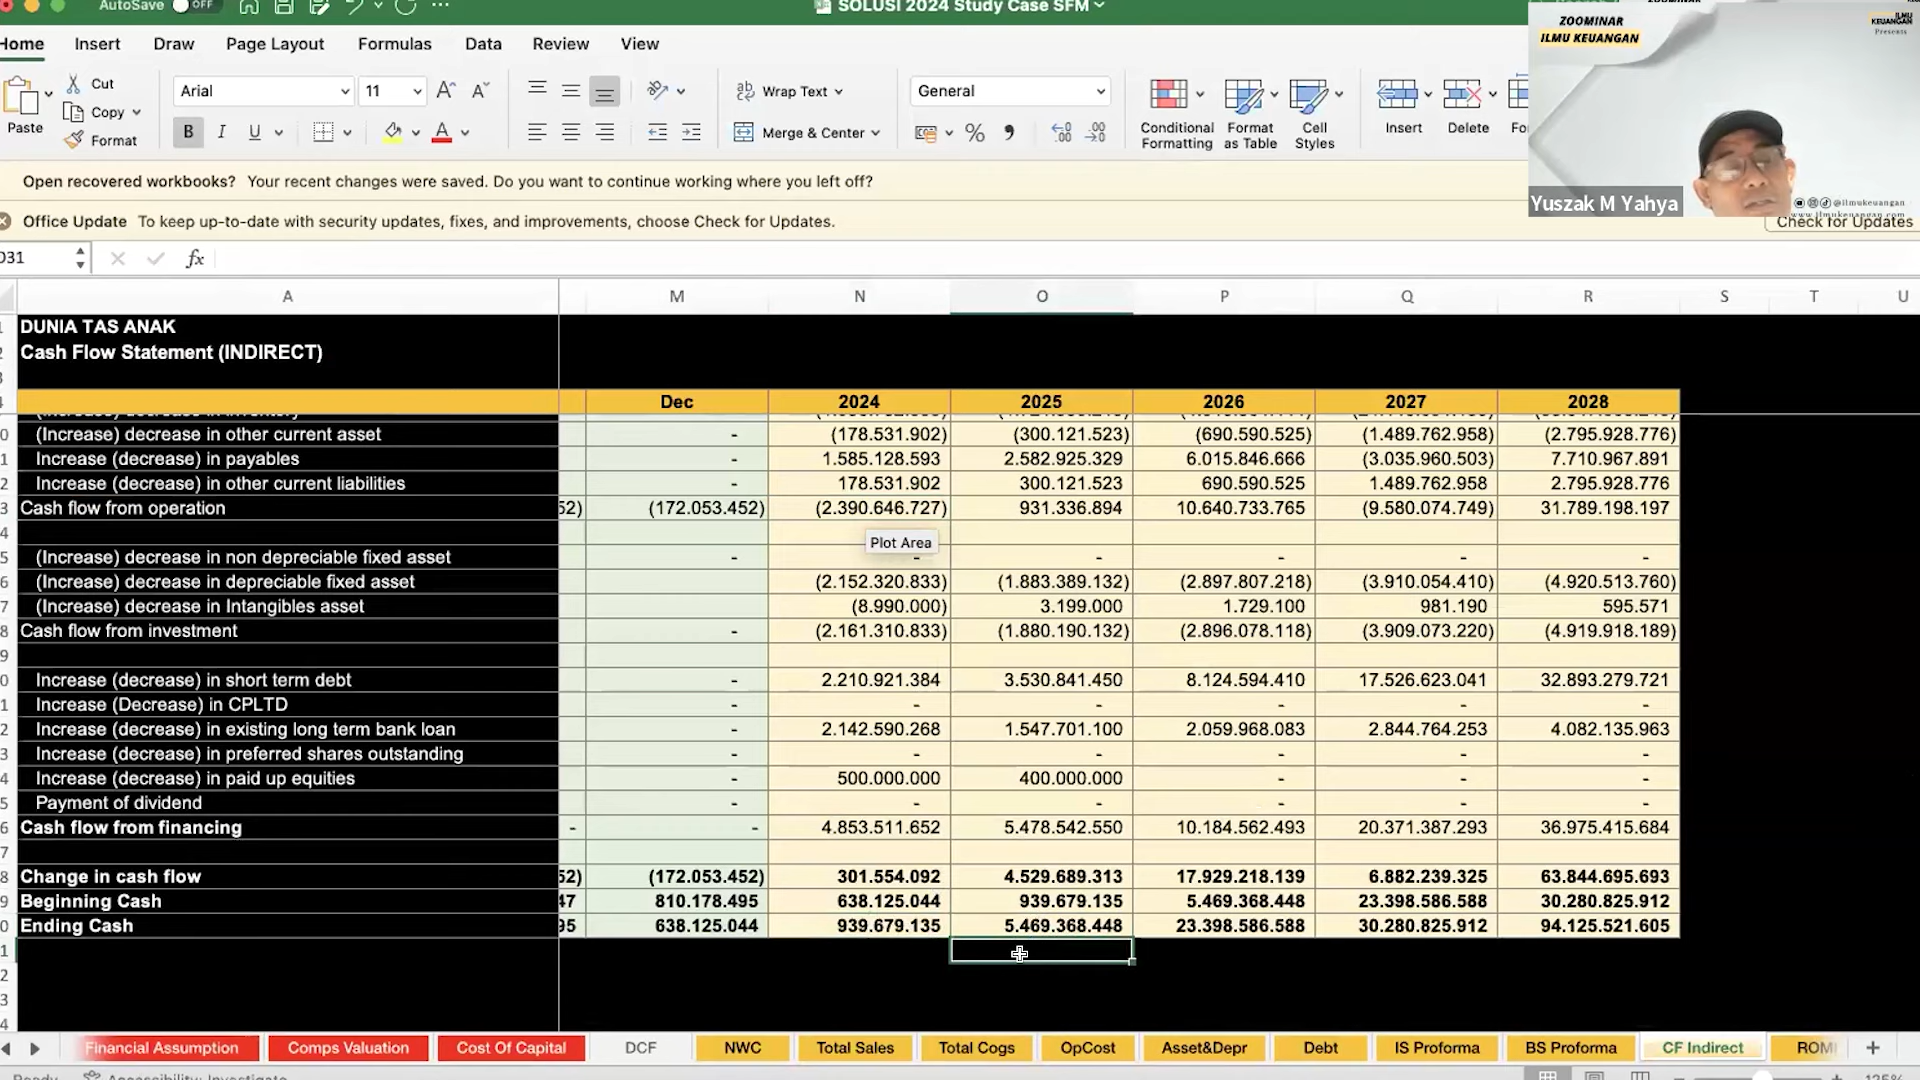 AutoSave OFF SOLUSI 2024 Study Case SFM
Home Insert Draw Page Layout Formulas Data Review View
Paste Cut Copy Format
Arial 11 B I U
Wrap Text Merge & Center
General
Conditional Formatting Format as Table Cell Styles Insert Delete
ZOOMINAR
ILMU KEUANGAN
ILMU KEUANGAN
Presents
Yuszak M Yahya
@ilmukeuangan
www.ilmukeuangan.com
Open recovered workbooks? Your recent changes were saved. Do you want to continue working where you left off?
Office Update To keep up-to-date with security updates, fixes, and improvements, choose Check for Updates. Check for Updates
O31 fx
A M N O P Q R S T U
DUNIA TAS ANAK
Cash Flow Statement (INDIRECT)
Dec 2024 2025 2026 2027 2028
(Increase) decrease in other current asset - (178.531.902) (300.121.523) (690.590.525) (1.489.762.958) (2.795.928.776)
Increase (decrease) in payables - 1.585.128.593 2.582.925.329 6.015.846.666 (3.035.960.503) 7.710.967.891
Increase (decrease) in other current liabilities - 178.531.902 300.121.523 690.590.525 1.489.762.958 2.795.928.776
Cash flow from operation 52) (172.053.452) (2.390.646.727) 931.336.894 10.640.733.765 (9.580.074.749) 31.789.198.197
Plot Area
(Increase) decrease in non depreciable fixed asset - - - - - -
(Increase) decrease in depreciable fixed asset (2.152.320.833) (1.883.389.132) (2.897.807.218) (3.910.054.410) (4.920.513.760)
(Increase) decrease in Intangibles asset (8.990.000) 3.199.000 1.729.100 981.190 595.571
Cash flow from investment - (2.161.310.833) (1.880.190.132) (2.896.078.118) (3.909.073.220) (4.919.918.189)
Increase (decrease) in short term debt - 2.210.921.384 3.530.841.450 8.124.594.410 17.526.623.041 32.893.279.721
Increase (Decrease) in CPLTD - - - - - -
Increase (decrease) in existing long term bank loan - 2.142.590.268 1.547.701.100 2.059.968.083 2.844.764.253 4.082.135.963
Increase (decrease) in preferred shares outstanding - - - - - -
Increase (decrease) in paid up equities - 500.000.000 400.000.000 - - -
Payment of dividend - - - - - -
Cash flow from financing - - 4.853.511.652 5.478.542.550 10.184.562.493 20.371.387.293 36.975.415.684
Change in cash flow 52) (172.053.452) 301.554.092 4.529.689.313 17.929.218.139 6.882.239.325 63.844.695.693
Beginning Cash 47 810.178.495 638.125.044 939.679.135 5.469.368.448 23.398.586.588 30.280.825.912
Ending Cash 95 638.125.044 939.679.135 5.469.368.448 23.398.586.588 30.280.825.912 94.125.521.605
Financial Assumption Comps Valuation Cost Of Capital DCF NWC Total Sales Total Cogs OpCost Asset&Depr Debt IS Proforma BS Proforma CF Indirect ROMI